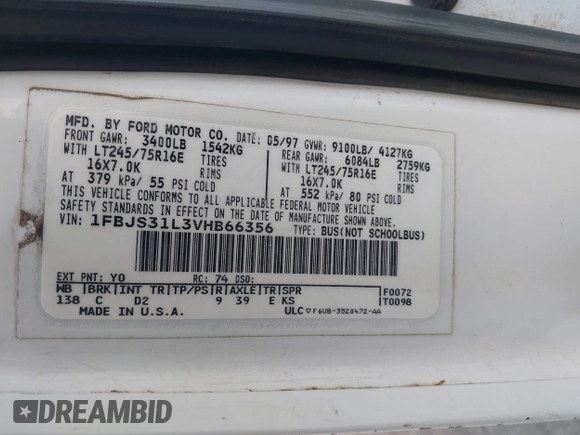 MFD. BY FORD MOTOR CO.
DATE: 05/97 GVWR: 9100LB/ 4127KG
FRONT GAWR: 3400LB 1542KG
REAR GAWR: 6084LB 2759KG
WITH LT245/75R16E TIRES
WITH LT245/75R16E TIRES
16X7.0K RIMS
16X7.0K RIMS
AT 379 kPa/ 55 PSI COLD
AT 552 kPa/ 80 PSI COLD
THIS VEHICLE CONFORMS TO ALL APPLICABLE FEDERAL MOTOR VEHICLE
SAFETY STANDARDS IN EFFECT ON THE DATE OF MANUFACTURE SHOWN ABOVE.
VIN: 1FBJS31L3VHB66356
TYPE: BUS(NOT SCHOOLBUS)
EXT PNT: YO RC: 74 DSO:
WB BRK INT TR TP/PS R AXLE TR SPR
F0072
138 C D2 9 39 E KS
T0098
MADE IN U.S.A.
ULC ▽F6UB-3520472-AA
DREAMBID